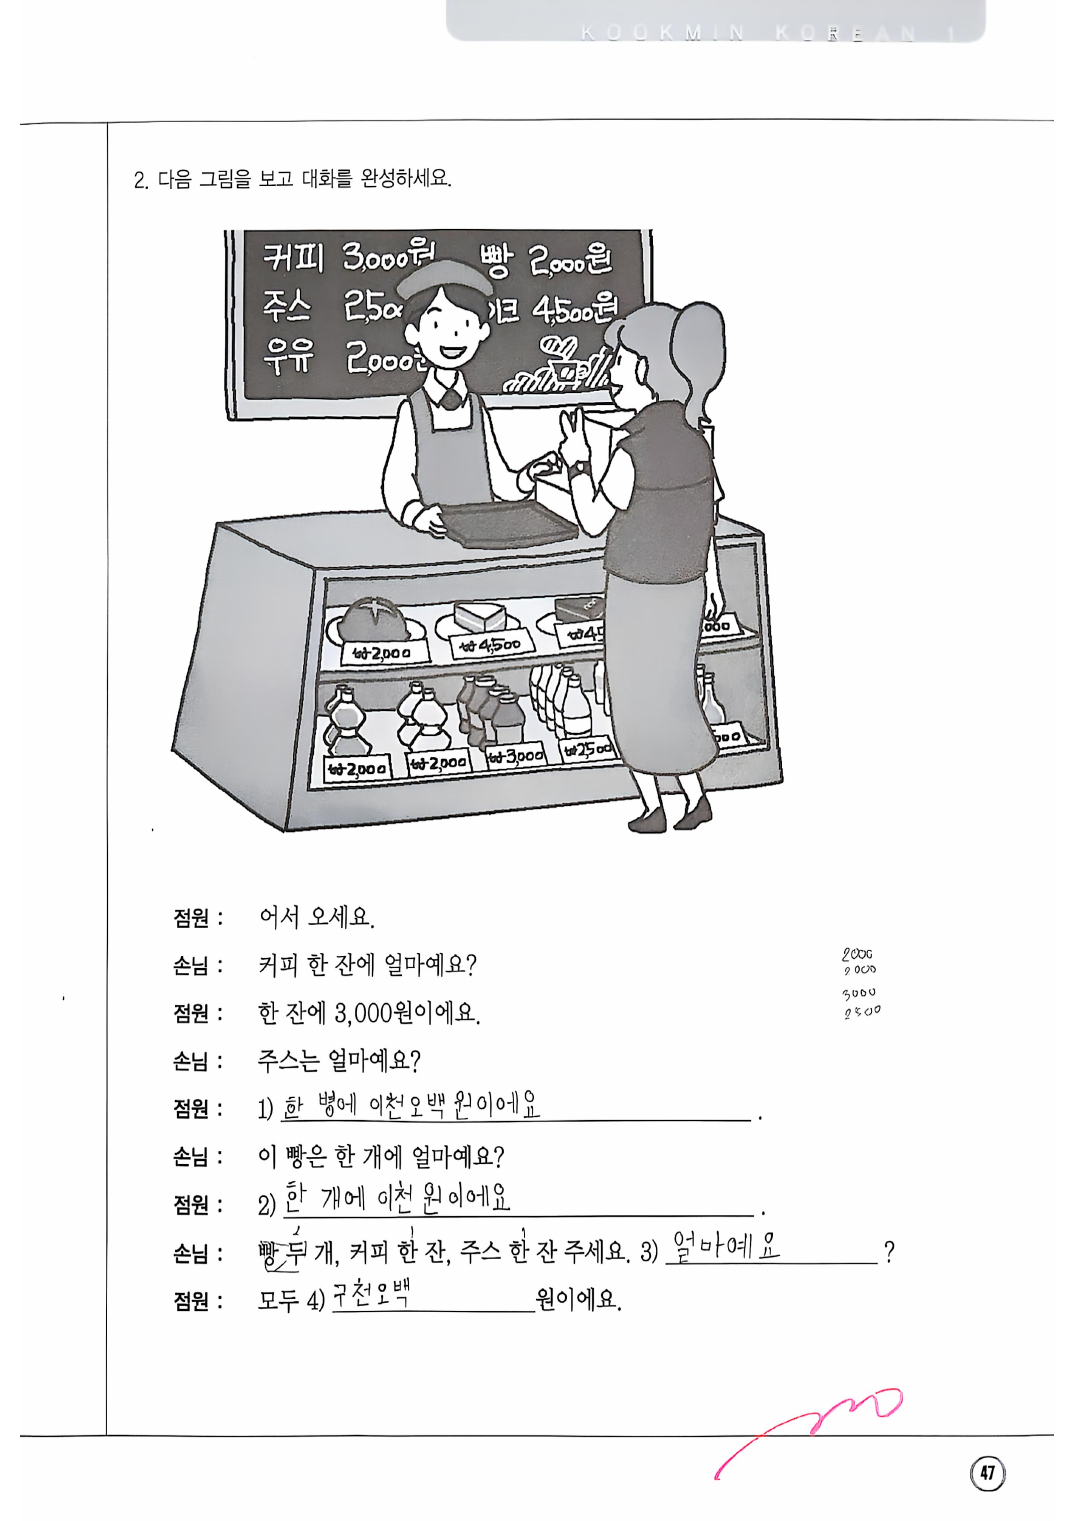 KOOKMIN KOREAN 1
2. 다음 그림을 보고 대화를 완성하세요.
커피 3,000원 빵 2,000원
주스 2,50 이크 4,500원
우유 2,000원
₩2,000 ₩4,500 ₩4,5 ,000
₩2,000 ₩2,000 ₩3,000 ₩2,500 500
점원 : 어서 오세요.
손님 : 커피 한 잔에 얼마예요?
점원 : 한 잔에 3,000원이에요.
손님 : 주스는 얼마예요?
점원 : 1) 한 병에 이천오백 원이에요.
손님 : 이 빵은 한 개에 얼마예요?
점원 : 2) 한 개에 이천 원이에요.
2 1 1
손님 : 빵 두 개, 커피 한 잔, 주스 한 잔 주세요. 3) 얼마예요?
점원 : 모두 4) 구천오백 원이에요.
2000
2000
3000
2500
47